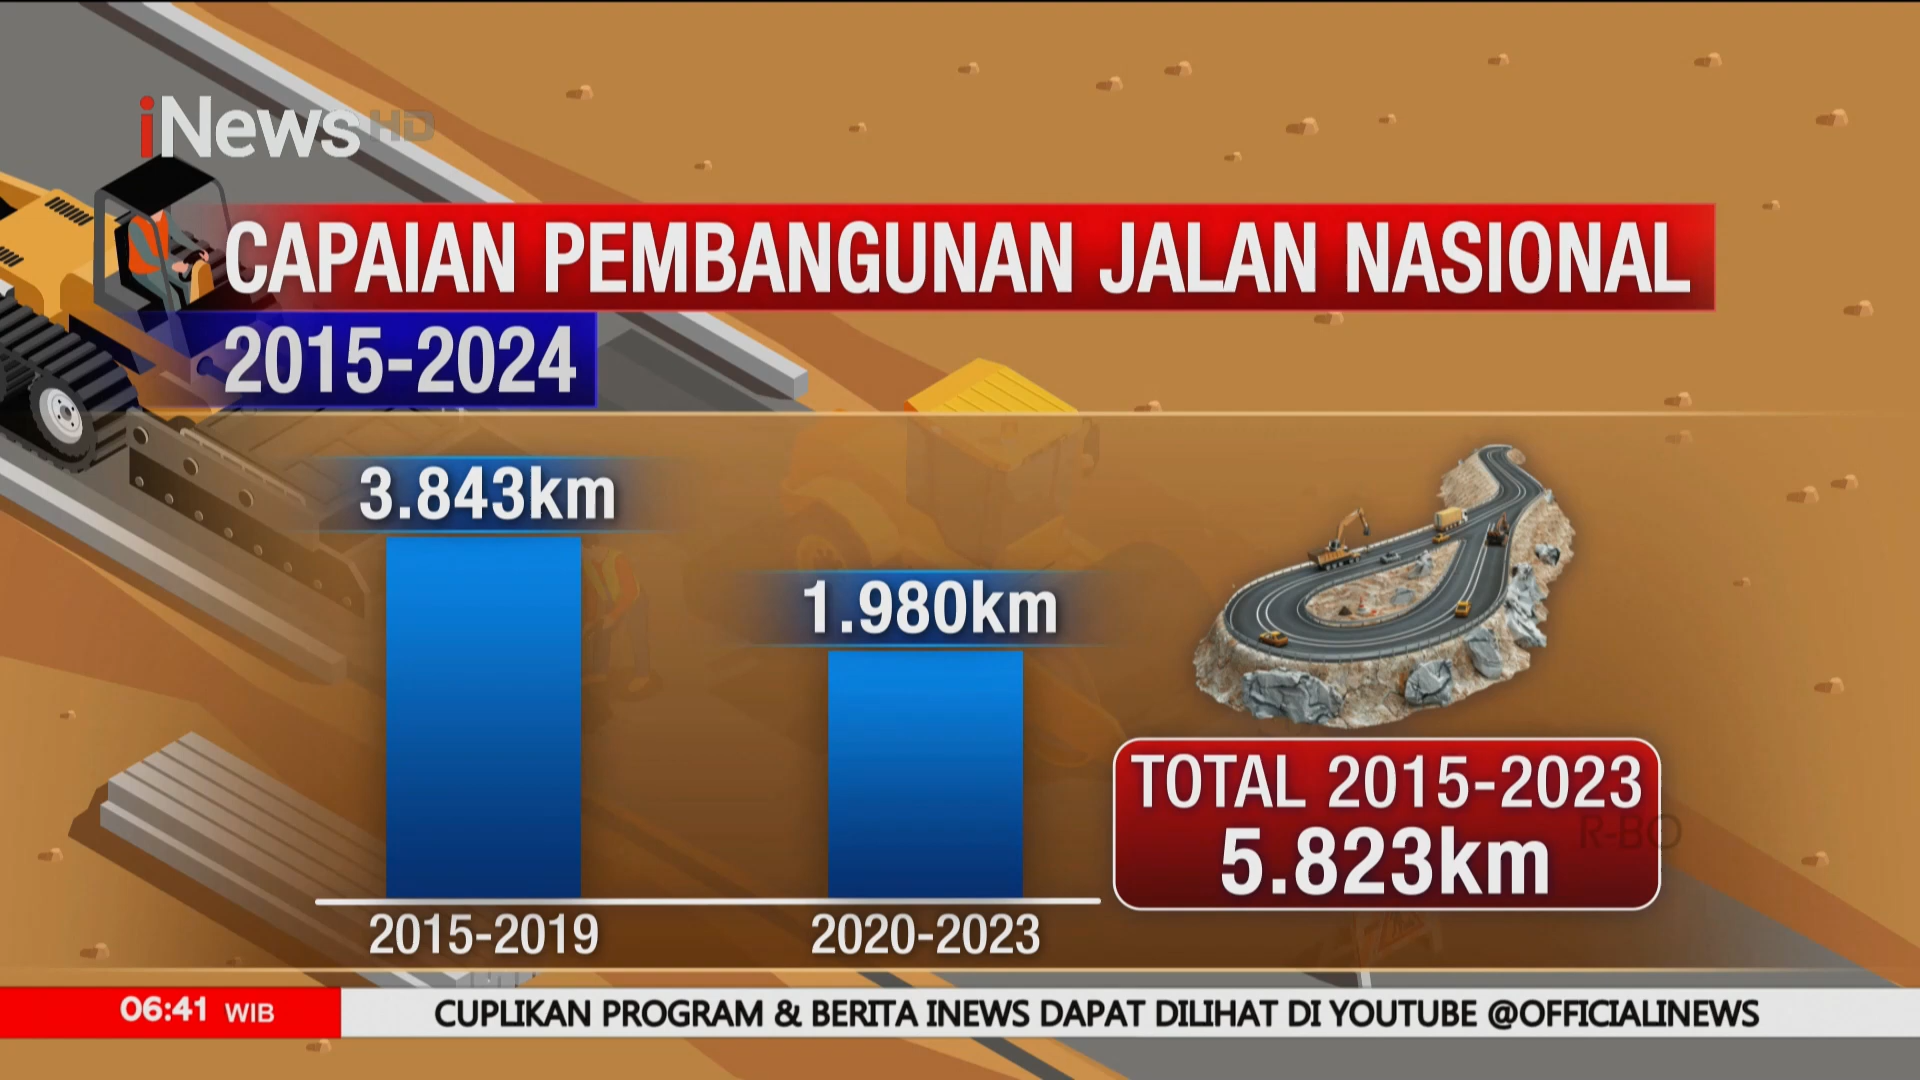 iNews HD
CAPAIAN PEMBANGUNAN JALAN NASIONAL
2015-2024
3.843km
1.980km
2015-2019
2020-2023
TOTAL 2015-2023
5.823km
R-BO
06:41 WIB
CUPLIKAN PROGRAM & BERITA INEWS DAPAT DILIHAT DI YOUTUBE @OFFICIALINEWS